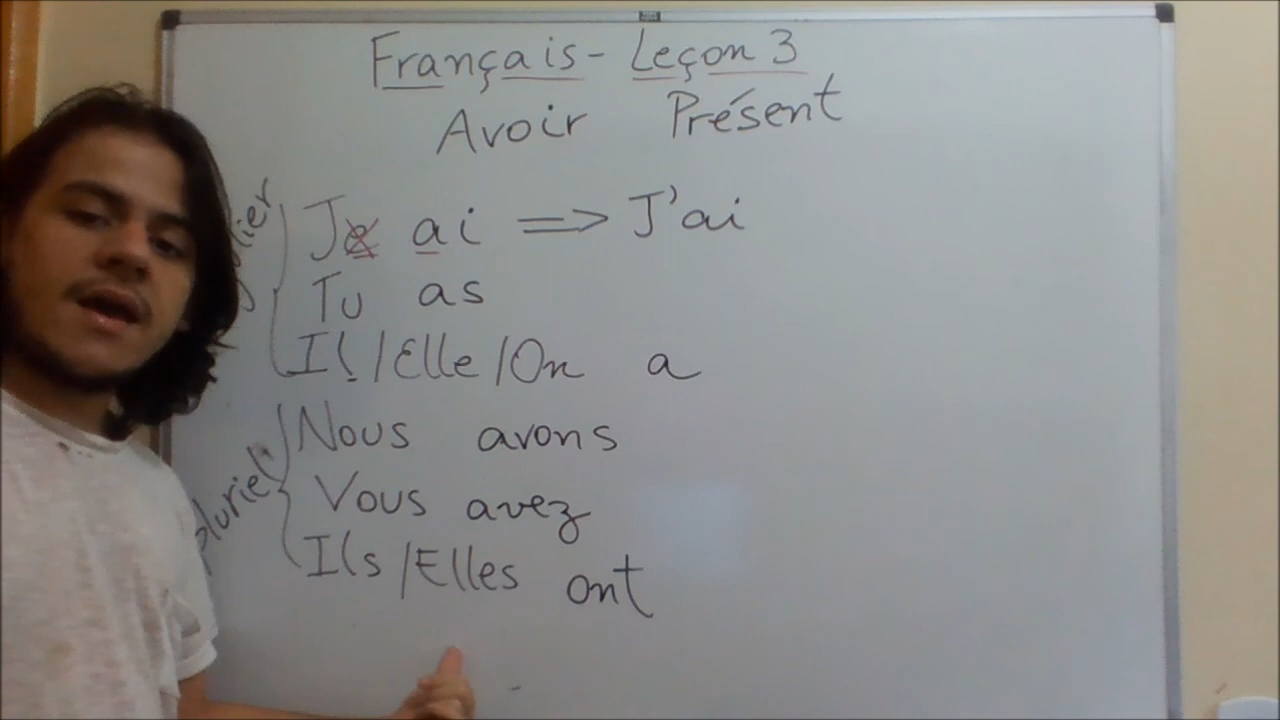 Français - Leçon 3
Avoir Présent
Je ai => J'ai
Tu as
Il/Elle/On a
Nous avons
Vous avez
Ils/Elles ont
pluriel